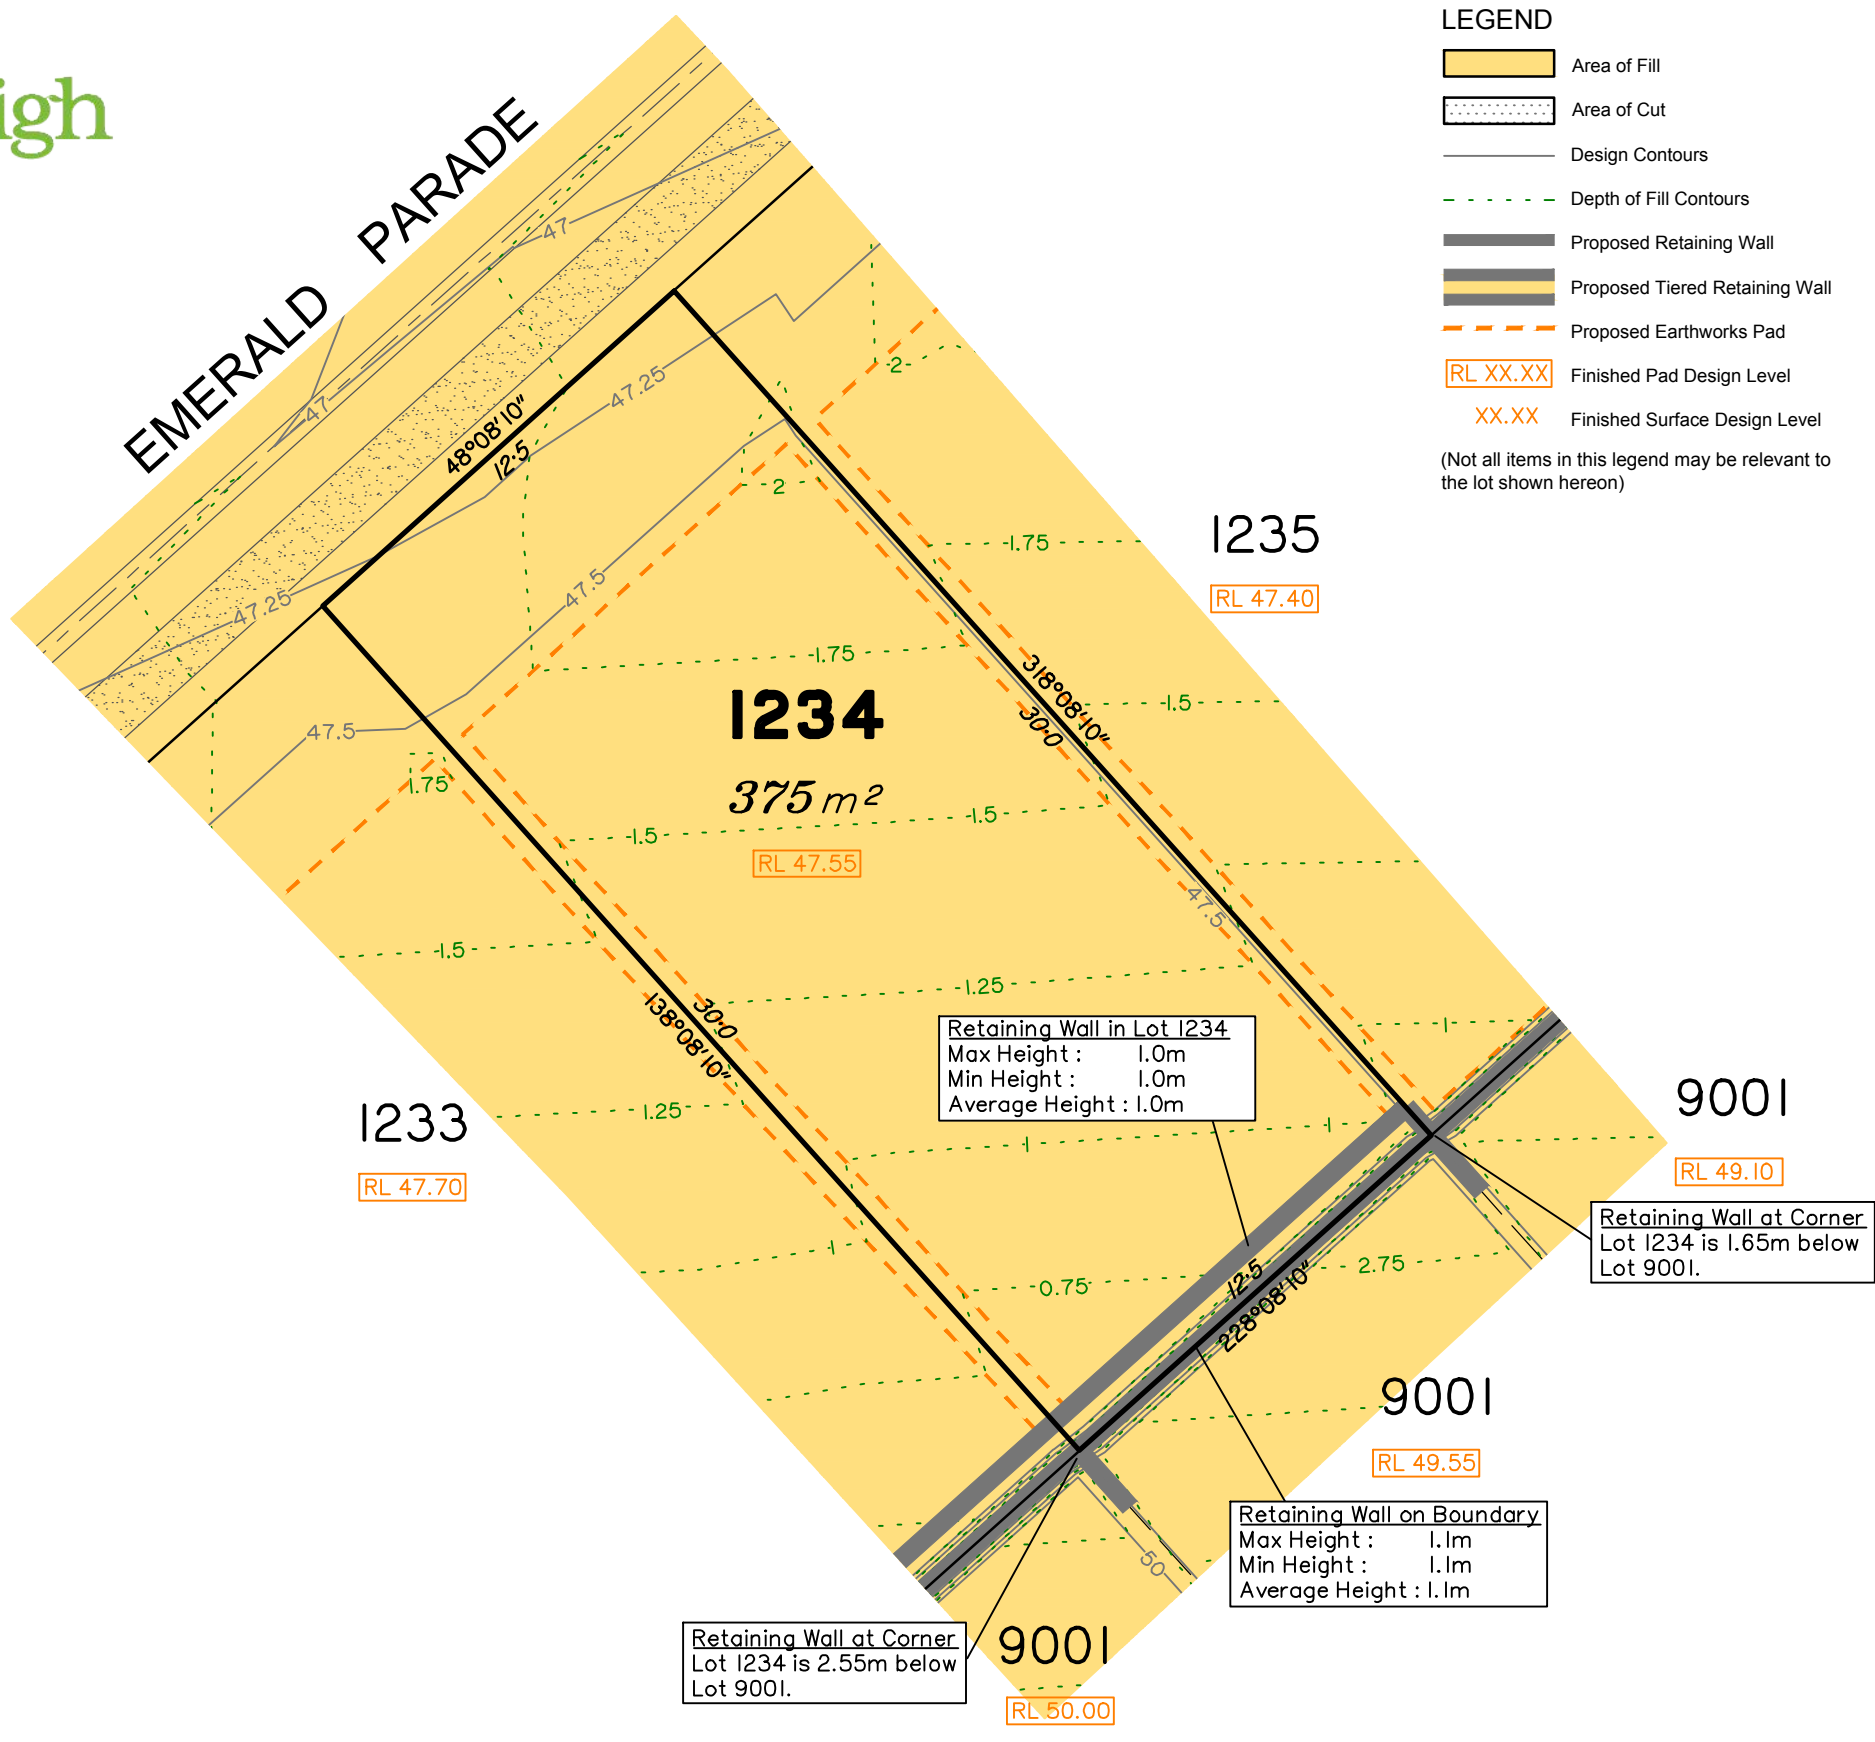 igh
EMERALD PARADE
LEGEND
Area of Fill
Area of Cut
Design Contours
Depth of Fill Contours
Proposed Retaining Wall
Proposed Tiered Retaining Wall
Proposed Earthworks Pad
RL XX.XX Finished Pad Design Level
XX.XX Finished Surface Design Level
(Not all items in this legend may be relevant to
the lot shown hereon)
47
47
47.25
47.25
47.5
47.5
48°08'10"
12.5
2
2
1.75
1235
RL 47.40
1.75
1.5
1234
375 m²
RL 47.55
318°08'10"
30.0
1.75
1.5
1.5
1.5
47.5
1.25
138°08'10"
30.0
1.25
1233
RL 47.70
Retaining Wall in Lot 1234
Max Height : 1.0m
Min Height : 1.0m
Average Height : 1.0m
1
1
1
1
9001
RL 49.10
Retaining Wall at Corner
Lot 1234 is 1.65m below
Lot 9001.
0.75
2.75
12.5
228°08'10"
9001
RL 49.55
Retaining Wall on Boundary
Max Height : 1.1m
Min Height : 1.1m
Average Height : 1.1m
50
Retaining Wall at Corner
Lot 1234 is 2.55m below
Lot 9001.
9001
RL 50.00